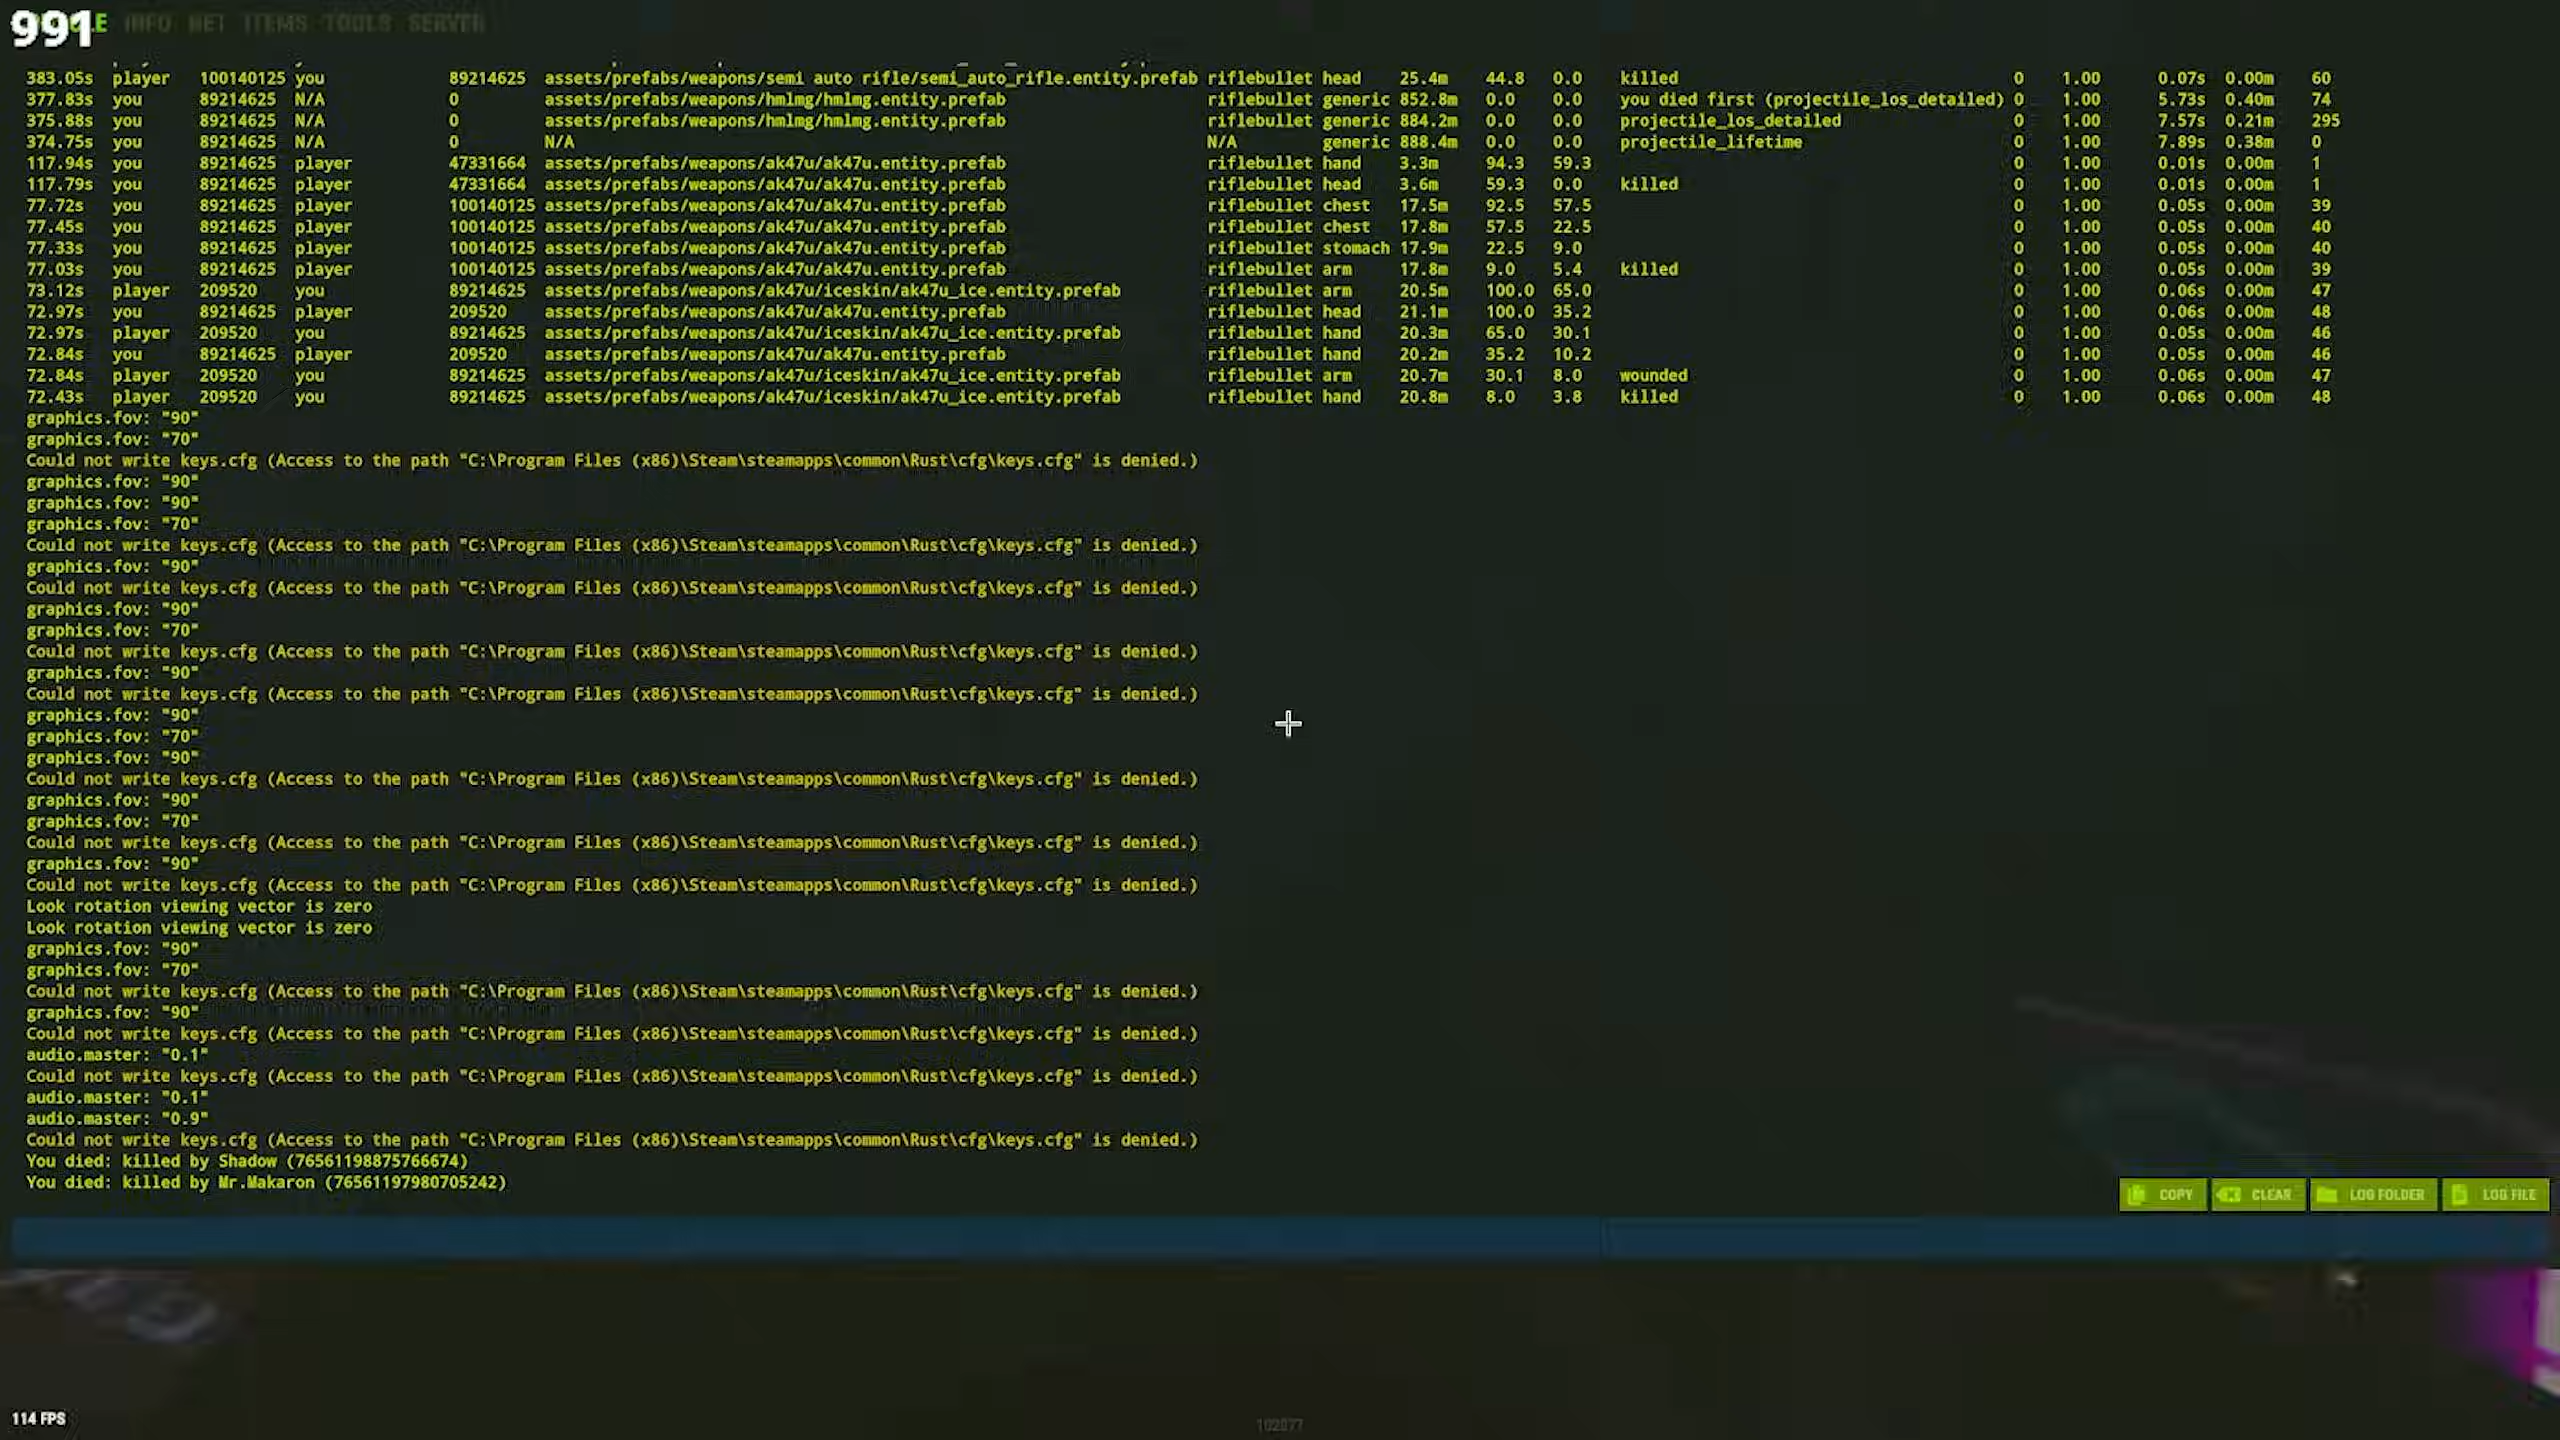 991
INFO NET ITEMS TOOLS SERVER
383.05s player 100140125 you 89214625 assets/prefabs/weapons/semi auto rifle/semi_auto_rifle.entity.prefab riflebullet head 25.4m 44.8 0.0 killed 0 1.00 0.07s 0.00m 60
377.83s you 89214625 N/A 0 assets/prefabs/weapons/hmlmg/hmlmg.entity.prefab riflebullet generic 852.8m 0.0 0.0 you died first (projectile_los_detailed) 0 1.00 5.73s 0.40m 74
375.88s you 89214625 N/A 0 assets/prefabs/weapons/hmlmg/hmlmg.entity.prefab riflebullet generic 884.2m 0.0 0.0 projectile_los_detailed 0 1.00 7.57s 0.21m 295
374.75s you 89214625 N/A 0 N/A N/A generic 888.4m 0.0 0.0 projectile_lifetime 0 1.00 7.89s 0.38m 0
117.94s you 89214625 player 47331664 assets/prefabs/weapons/ak47u/ak47u.entity.prefab riflebullet hand 3.3m 94.3 59.3 0 1.00 0.01s 0.00m 1
117.79s you 89214625 player 47331664 assets/prefabs/weapons/ak47u/ak47u.entity.prefab riflebullet head 3.6m 59.3 0.0 killed 0 1.00 0.01s 0.00m 1
77.72s you 89214625 player 100140125 assets/prefabs/weapons/ak47u/ak47u.entity.prefab riflebullet chest 17.5m 92.5 57.5 0 1.00 0.05s 0.00m 39
77.45s you 89214625 player 100140125 assets/prefabs/weapons/ak47u/ak47u.entity.prefab riflebullet chest 17.8m 57.5 22.5 0 1.00 0.05s 0.00m 40
77.33s you 89214625 player 100140125 assets/prefabs/weapons/ak47u/ak47u.entity.prefab riflebullet stomach 17.9m 22.5 9.0 0 1.00 0.05s 0.00m 40
77.03s you 89214625 player 100140125 assets/prefabs/weapons/ak47u/ak47u.entity.prefab riflebullet arm 17.8m 9.0 5.4 killed 0 1.00 0.05s 0.00m 39
73.12s player 209520 you 89214625 assets/prefabs/weapons/ak47u/iceskin/ak47u_ice.entity.prefab riflebullet arm 20.5m 100.0 65.0 0 1.00 0.06s 0.00m 47
72.97s you 89214625 player 209520 assets/prefabs/weapons/ak47u/ak47u.entity.prefab riflebullet head 21.1m 100.0 35.2 0 1.00 0.06s 0.00m 48
72.97s player 209520 you 89214625 assets/prefabs/weapons/ak47u/iceskin/ak47u_ice.entity.prefab riflebullet hand 20.3m 65.0 30.1 0 1.00 0.05s 0.00m 46
72.84s you 89214625 player 209520 assets/prefabs/weapons/ak47u/ak47u.entity.prefab riflebullet hand 20.2m 35.2 10.2 0 1.00 0.05s 0.00m 46
72.84s player 209520 you 89214625 assets/prefabs/weapons/ak47u/iceskin/ak47u_ice.entity.prefab riflebullet arm 20.7m 30.1 8.0 wounded 0 1.00 0.06s 0.00m 47
72.43s player 209520 you 89214625 assets/prefabs/weapons/ak47u/iceskin/ak47u_ice.entity.prefab riflebullet hand 20.8m 8.0 3.8 killed 0 1.00 0.06s 0.00m 48
graphics.fov: "90"
graphics.fov: "70"
Could not write keys.cfg (Access to the path "C:\Program Files (x86)\Steam\steamapps\common\Rust\cfg\keys.cfg" is denied.)
graphics.fov: "90"
graphics.fov: "90"
graphics.fov: "70"
Could not write keys.cfg (Access to the path "C:\Program Files (x86)\Steam\steamapps\common\Rust\cfg\keys.cfg" is denied.)
graphics.fov: "90"
Could not write keys.cfg (Access to the path "C:\Program Files (x86)\Steam\steamapps\common\Rust\cfg\keys.cfg" is denied.)
graphics.fov: "90"
graphics.fov: "70"
Could not write keys.cfg (Access to the path "C:\Program Files (x86)\Steam\steamapps\common\Rust\cfg\keys.cfg" is denied.)
graphics.fov: "90"
Could not write keys.cfg (Access to the path "C:\Program Files (x86)\Steam\steamapps\common\Rust\cfg\keys.cfg" is denied.)
graphics.fov: "90"
graphics.fov: "70"
graphics.fov: "90"
Could not write keys.cfg (Access to the path "C:\Program Files (x86)\Steam\steamapps\common\Rust\cfg\keys.cfg" is denied.)
graphics.fov: "90"
graphics.fov: "70"
Could not write keys.cfg (Access to the path "C:\Program Files (x86)\Steam\steamapps\common\Rust\cfg\keys.cfg" is denied.)
graphics.fov: "90"
Could not write keys.cfg (Access to the path "C:\Program Files (x86)\Steam\steamapps\common\Rust\cfg\keys.cfg" is denied.)
Look rotation viewing vector is zero
Look rotation viewing vector is zero
graphics.fov: "90"
graphics.fov: "70"
Could not write keys.cfg (Access to the path "C:\Program Files (x86)\Steam\steamapps\common\Rust\cfg\keys.cfg" is denied.)
graphics.fov: "90"
Could not write keys.cfg (Access to the path "C:\Program Files (x86)\Steam\steamapps\common\Rust\cfg\keys.cfg" is denied.)
audio.master: "0.1"
Could not write keys.cfg (Access to the path "C:\Program Files (x86)\Steam\steamapps\common\Rust\cfg\keys.cfg" is denied.)
audio.master: "0.1"
audio.master: "0.9"
Could not write keys.cfg (Access to the path "C:\Program Files (x86)\Steam\steamapps\common\Rust\cfg\keys.cfg" is denied.)
You died: killed by Shadow (76561198875766674)
You died: killed by Mr.Makaron (76561197980705242)
COPY CLEAR LOG FOLDER LOG FILE
114 FPS